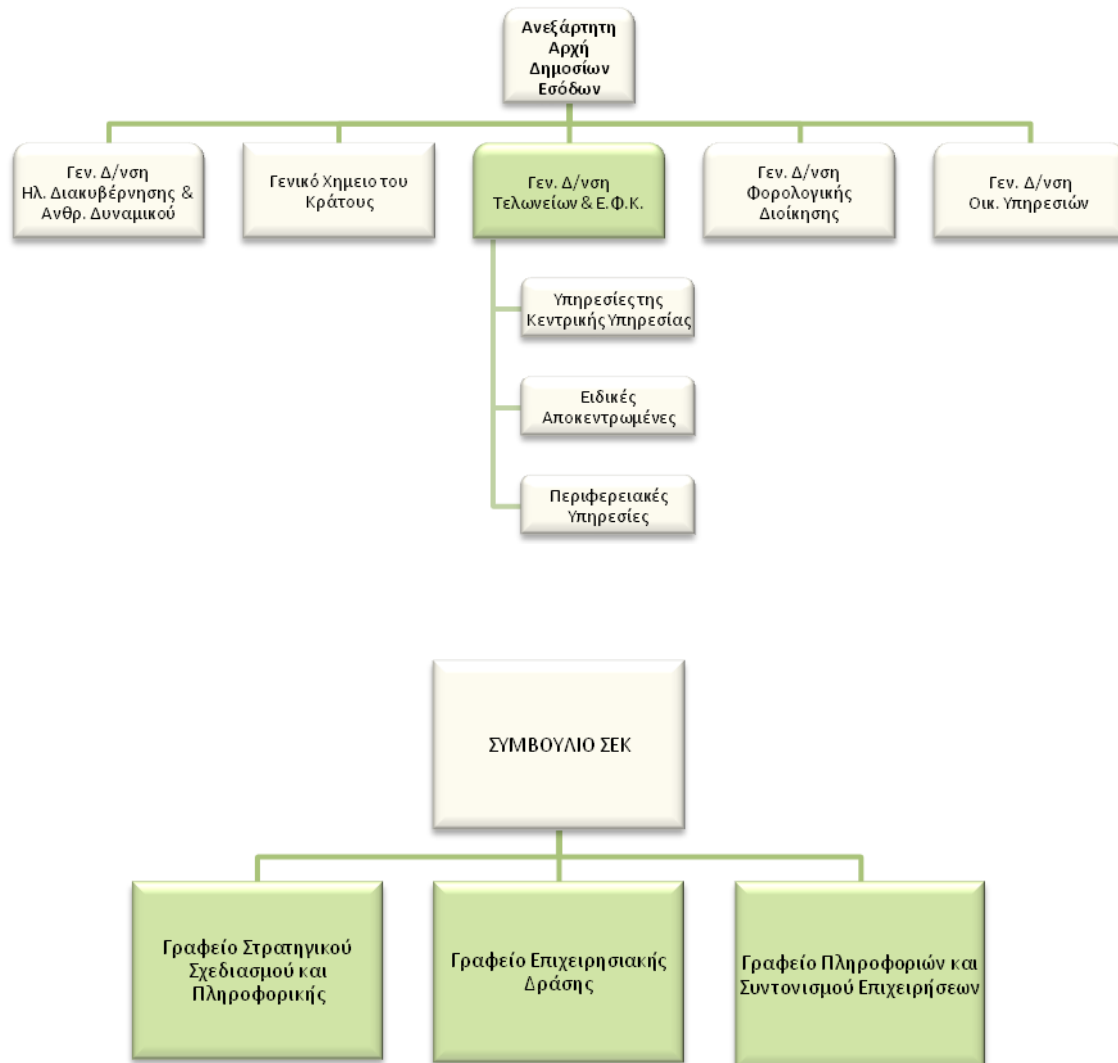 Ανεξάρτητη
Αρχή
Δημοσίων
Εσόδων
Γεν. Δ/νση
Ηλ. Διακυβέρνησης &
Ανθρ. Δυναμικού
Γενικό Χημειο του
Κράτους
Γεν. Δ/νση
Τελωνείων & Ε.Φ.Κ.
Γεν. Δ/νση
Φορολογικής
Διοίκησης
Γεν. Δ/νση
Οικ. Υπηρεσιών
Υπηρεσίες της
Κεντρικής Υπηρεσίας
Ειδικές
Αποκεντρωμένες
Περιφερειακές
Υπηρεσίες
ΣΥΜΒΟΥΛΙΟ ΣΕΚ
Γραφείο Στρατηγικού
Σχεδιασμού και
Πληροφορικής
Γραφείο Επιχειρησιακής
Δράσης
Γραφείο Πληροφοριών και
Συντονισμού Επιχειρήσεων